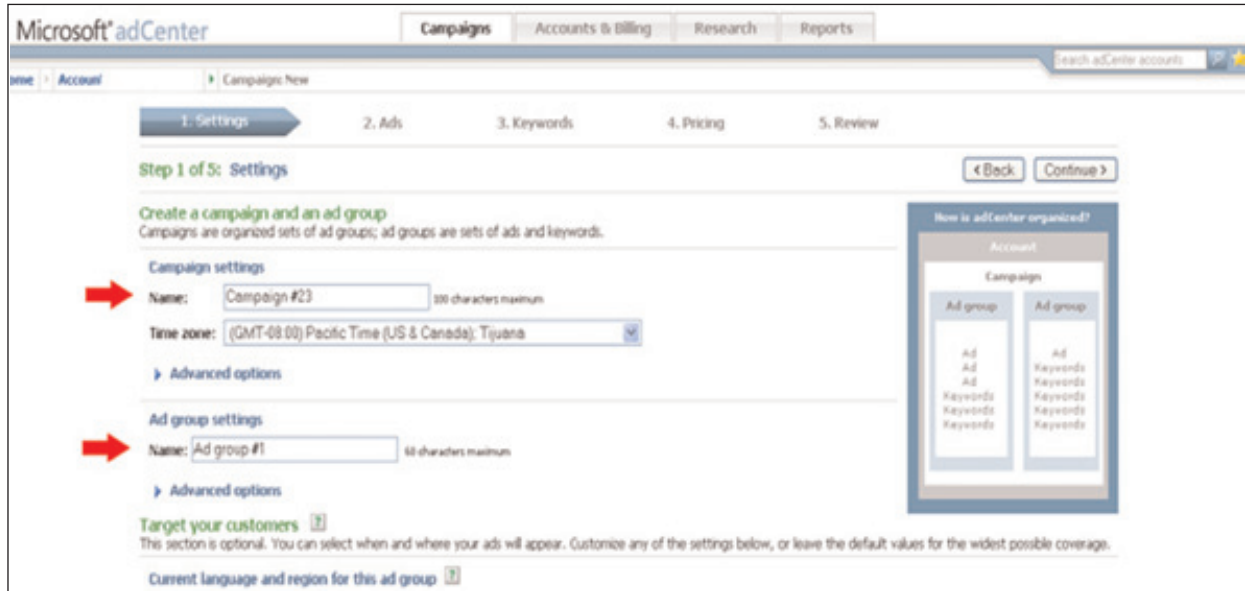 Microsoft® adCenter
Campaigns Accounts & Billing Research Reports
Search adCenter accounts
ome Account Campaign: New
1. Settings 2. Ads 3. Keywords 4. Pricing 5. Review
Step 1 of 5: Settings
< Back Continue >
Create a campaign and an ad group
Campaigns are organized sets of ad groups; ad groups are sets of ads and keywords.
Campaign settings
Name: Campaign #23 100 characters maximum
Time zone: (GMT-08:00) Pacific Time (US & Canada); Tijuana
Advanced options
Ad group settings
Name: Ad group #1 60 characters maximum
Advanced options
How is adCenter organized?
Account
Campaign
Ad group Ad group
Ad Ad
Ad Keywords
Ad Keywords
Keywords Keywords
Keywords Keywords
Keywords Keywords
Target your customers ?
This section is optional. You can select when and where your ads will appear. Customize any of the settings below, or leave the default values for the widest possible coverage.
Current language and region for this ad group ?